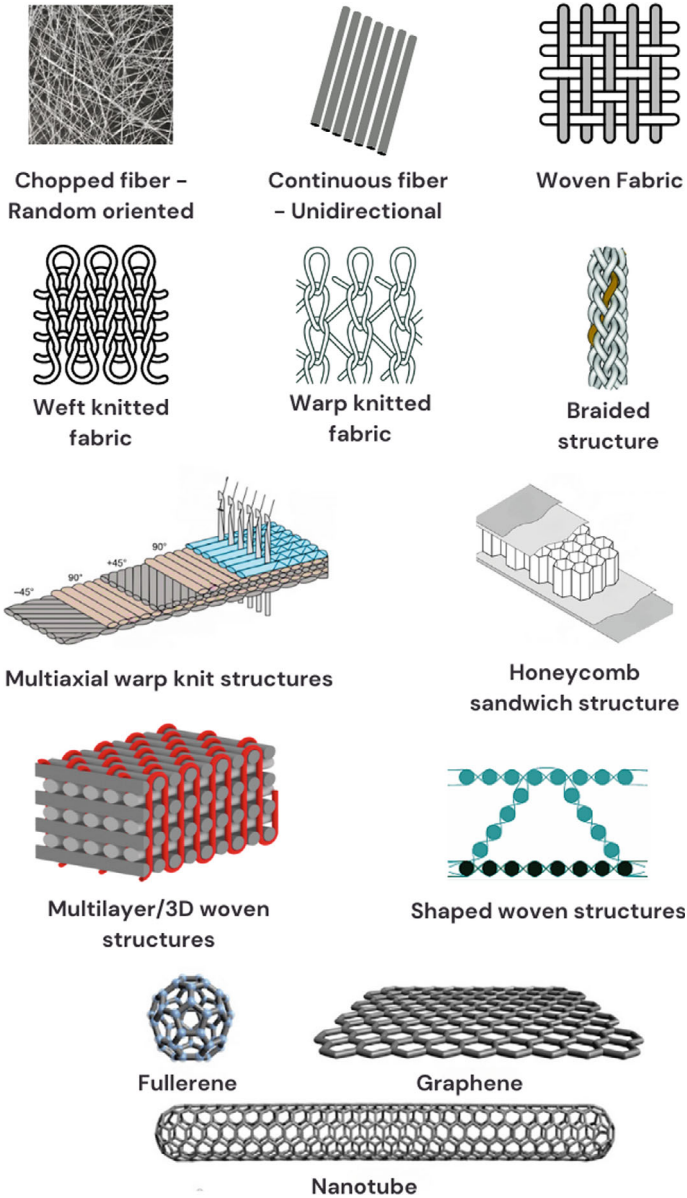 Chopped fiber -
Random oriented
Continuous fiber
- Unidirectional
Woven Fabric
Weft knitted
fabric
Warp knitted
fabric
Braided
structure
-45°
90°
+45°
90°
Multiaxial warp knit structures
Honeycomb
sandwich structure
Multilayer/3D woven
structures
Shaped woven structures
Fullerene
Graphene
Nanotube